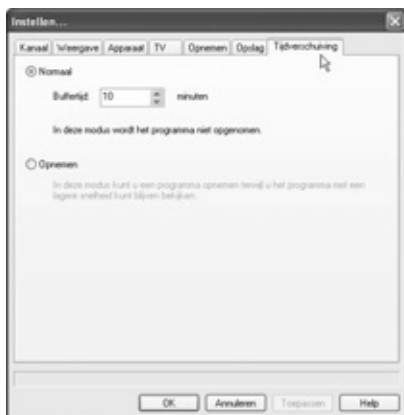 Instellen...
Kanaal Weergave Apparaat TV Opnemen Opslag Tijdverschuiving
Normaal
Buffertijd: 10 minuten
In deze modus wordt het programma niet opgenomen.
Opnemen
In deze modus kunt u een programma opnemen terwijl u het programma met een
lagere snelheid kunt blijven bekijken.
OK Annuleren Toepassen Help